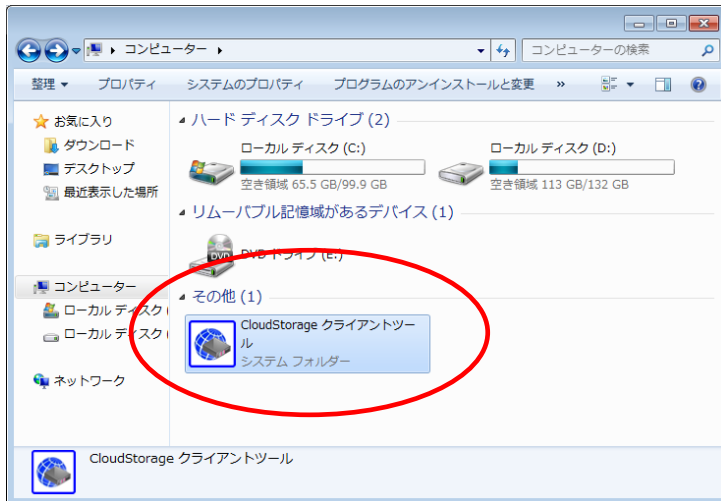 コンピューター
コンピューターの検索
整理 プロパティ システムのプロパティ プログラムのアンインストールと変更 »
お気に入り
ダウンロード
デスクトップ
最近表示した場所
ライブラリ
コンピューター
ローカル ディスク (
ローカル ディスク (
ネットワーク
ハード ディスク ドライブ (2)
ローカル ディスク (C:)
空き領域 65.5 GB/99.9 GB
ローカル ディスク (D:)
空き領域 113 GB/132 GB
リムーバブル記憶域があるデバイス (1)
DVD
DVD ドライブ (E:)
その他 (1)
CloudStorage クライアントツー
ル
システム フォルダー
CloudStorage クライアントツール